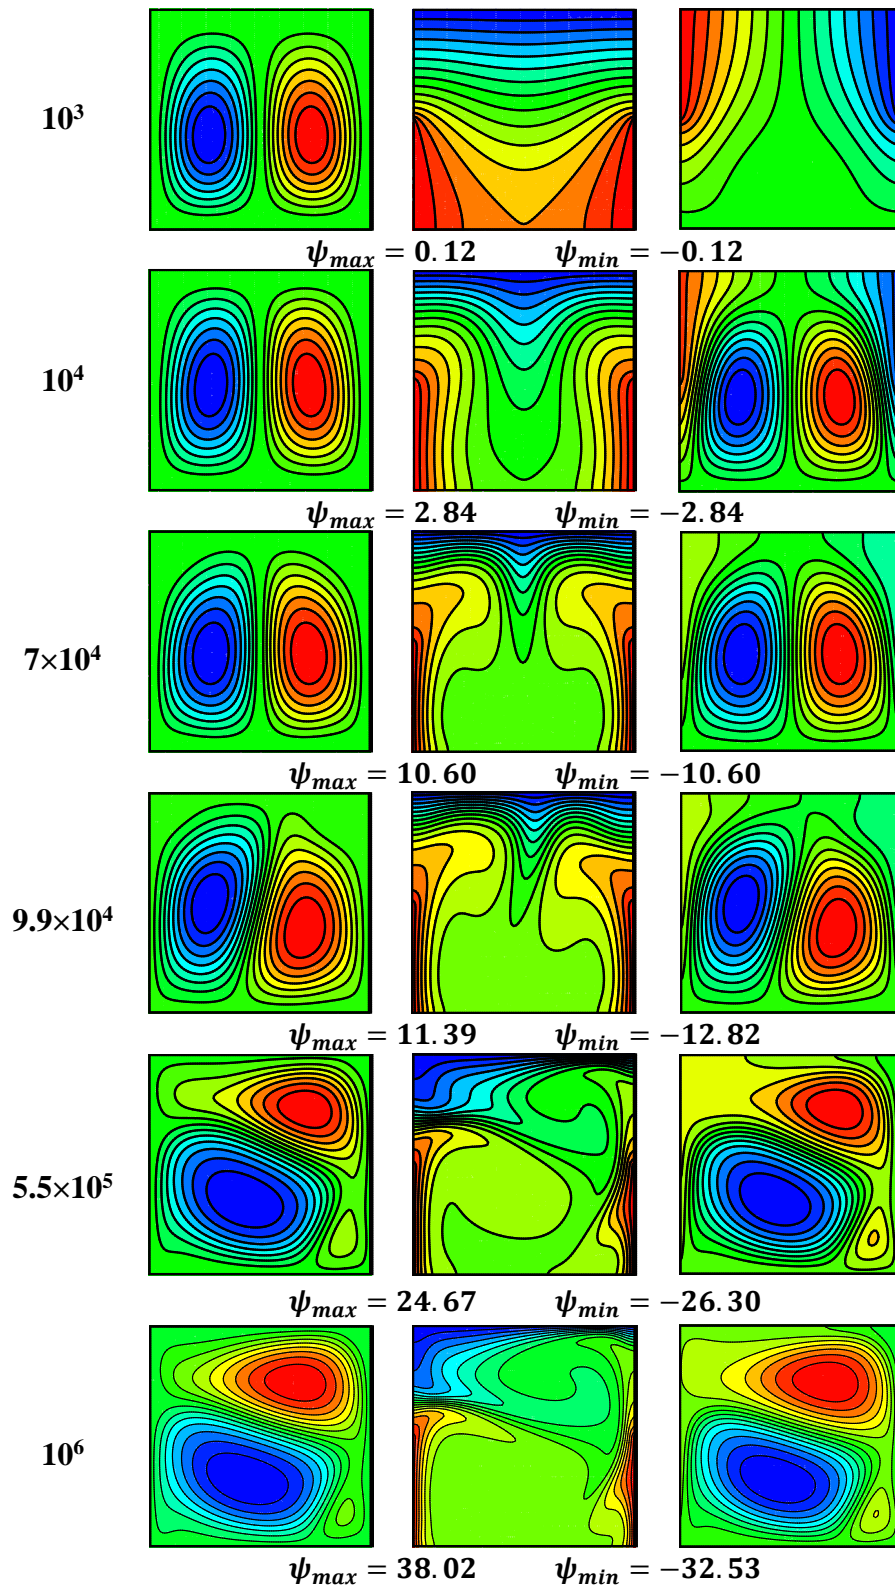 10³
ψₘₐₓ = 0.12 ψₘᵢₙ = −0.12
10⁴
ψₘₐₓ = 2.84 ψₘᵢₙ = −2.84
7×10⁴
ψₘₐₓ = 10.60 ψₘᵢₙ = −10.60
9.9×10⁴
ψₘₐₓ = 11.39 ψₘᵢₙ = −12.82
5.5×10⁵
ψₘₐₓ = 24.67 ψₘᵢₙ = −26.30
10⁶
ψₘₐₓ = 38.02 ψₘᵢₙ = −32.53